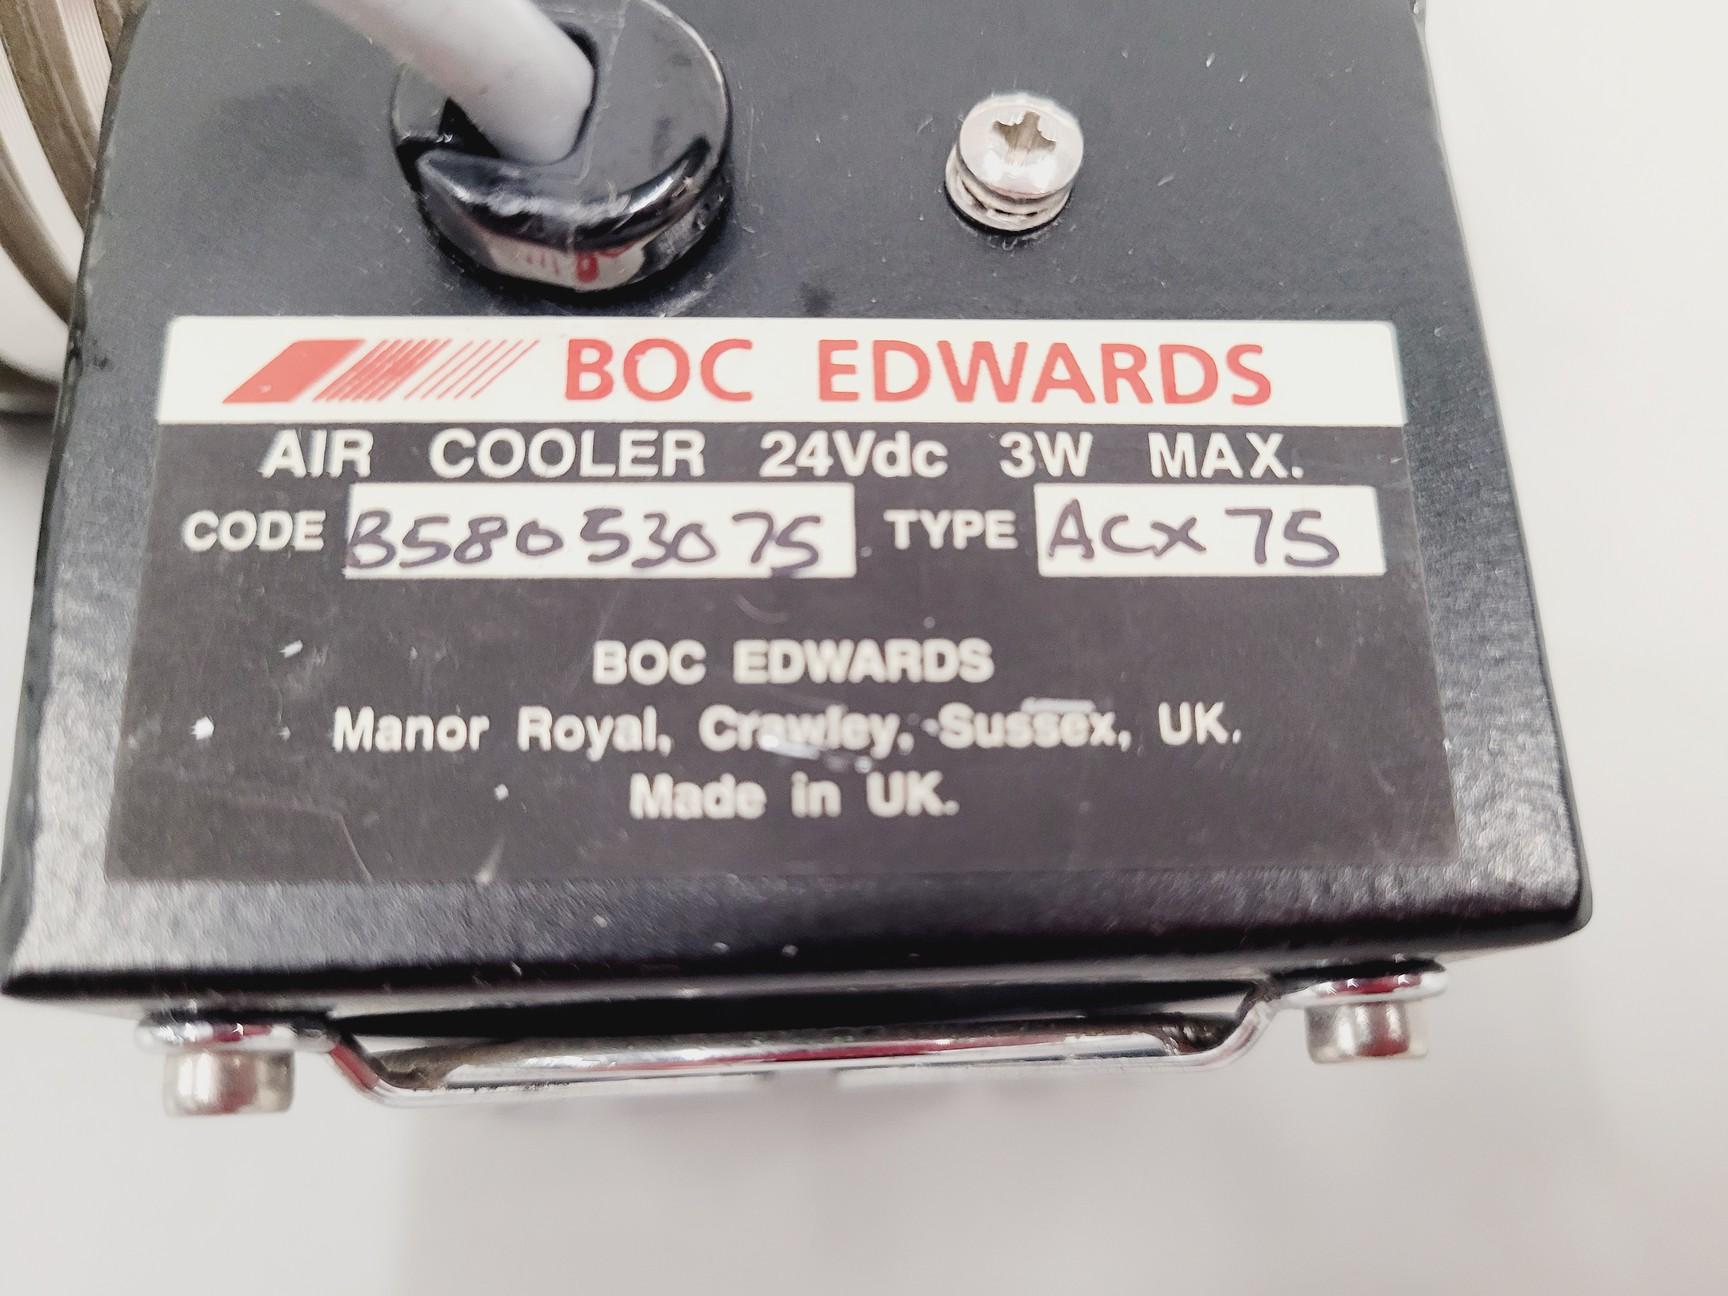 BOC EDWARDS
AIR COOLER 24Vdc 3W MAX.
CODE B58053075 TYPE ACX75
BOC EDWARDS
Manor Royal, Crawley, Sussex, UK.
Made in UK.